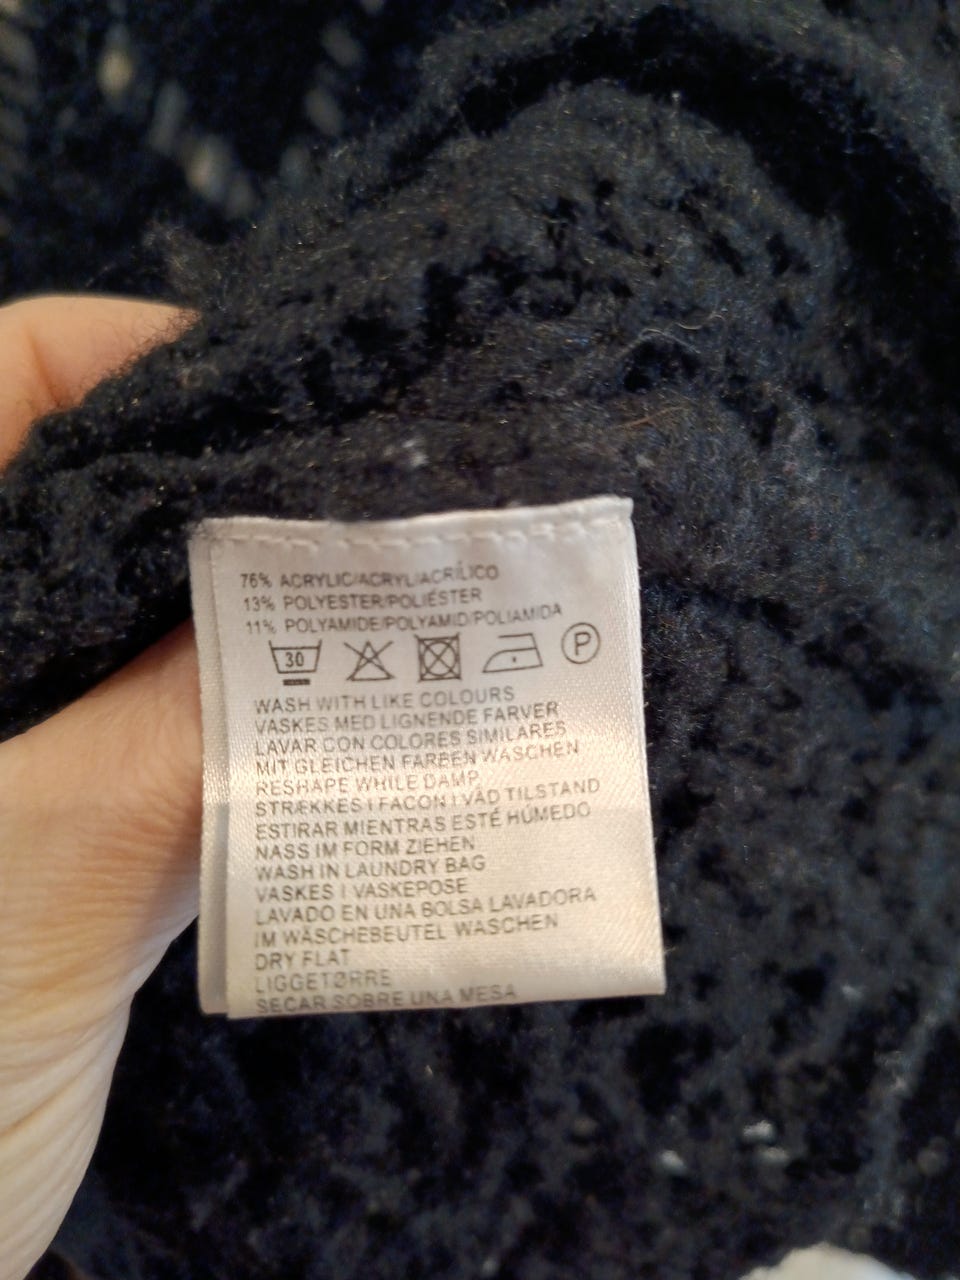 76% ACRYLIC/ACRYL/ACRÍLICO
13% POLYESTER/POLIÉSTER
11% POLYAMIDE/POLYAMID/POLIAMIDA
30 P
WASH WITH LIKE COLOURS
VASKES MED LIGNENDE FARVER
LAVAR CON COLORES SIMILARES
MIT GLEICHEN FARBEN WASCHEN
RESHAPE WHILE DAMP
STRÆKKES I FACON I VÅD TILSTAND
ESTIRAR MIENTRAS ESTÉ HÚMEDO
NASS IM FORM ZIEHEN
WASH IN LAUNDRY BAG
VASKES I VASKEPOSE
LAVADO EN UNA BOLSA LAVADORA
IM WÄSCHEBEUTEL WASCHEN
DRY FLAT
LIGGETØRRE
SECAR SOBRE UNA MESA